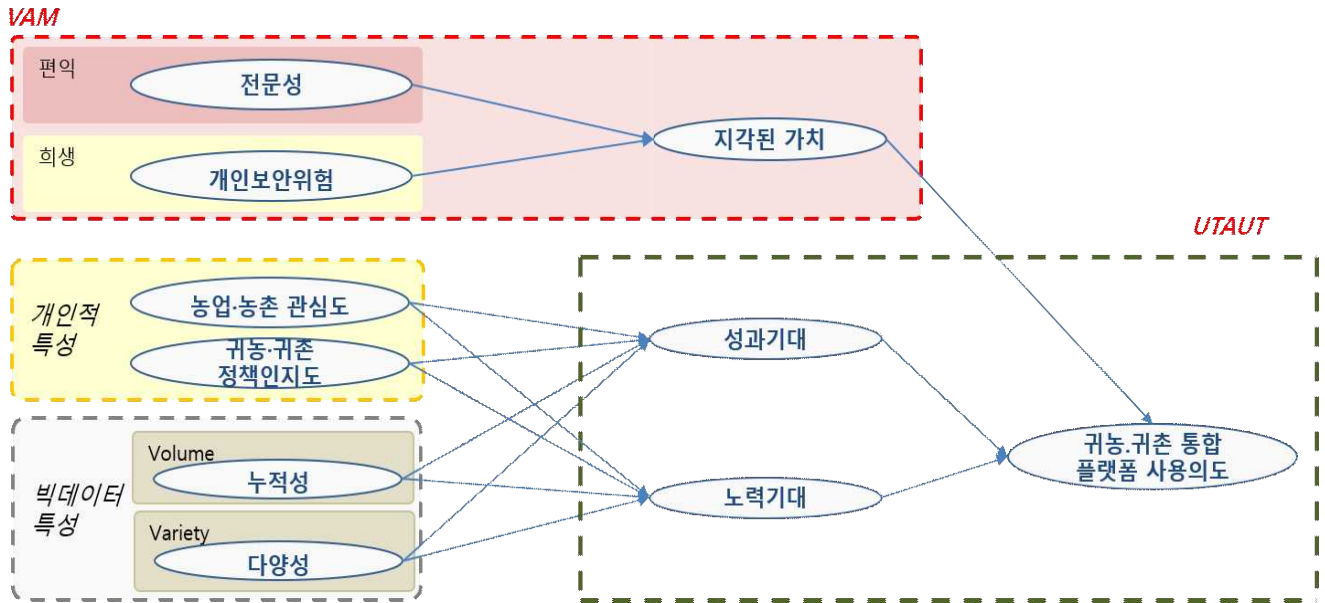 VAM
편익
전문성
희생
개인보안위험
지각된 가치
UTAUT
개인적
특성
농업·농촌 관심도
귀농·귀촌
정책인지도
성과기대
빅데이터
특성
Volume
누적성
Variety
다양성
노력기대
귀농.귀촌 통합
플랫폼 사용의도